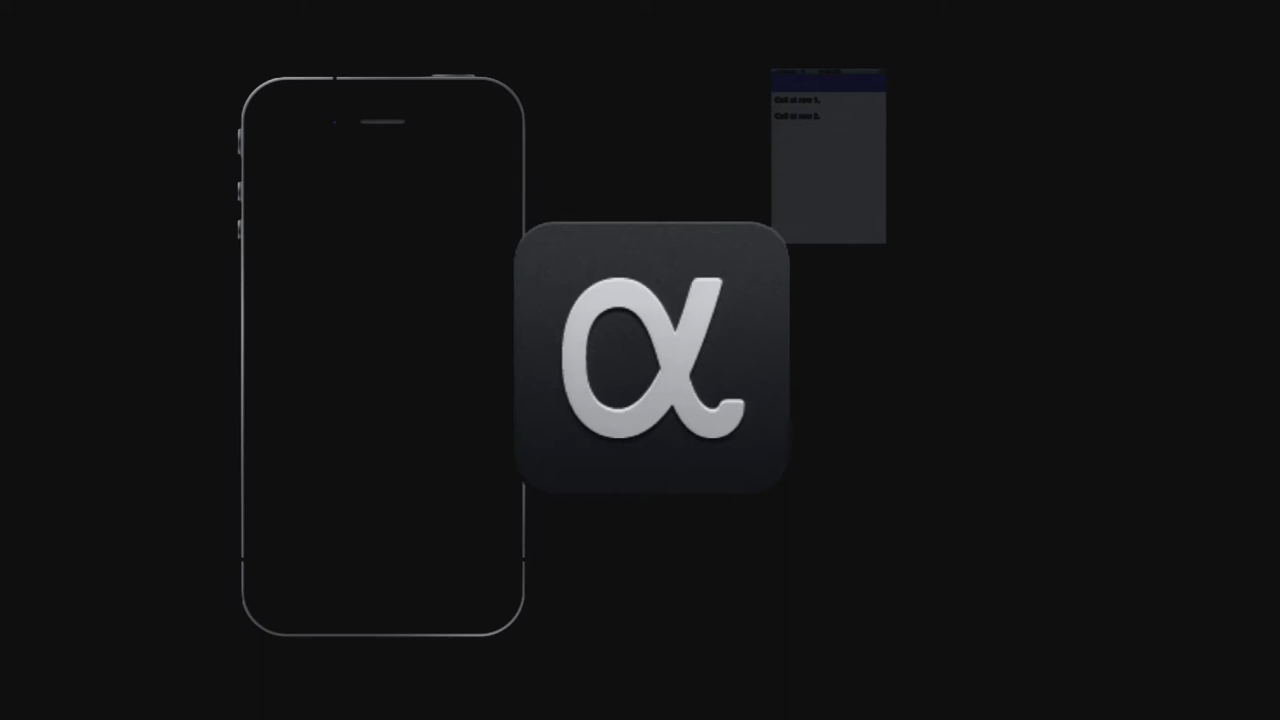 α
Cell at row 1.
Cell at row 2.